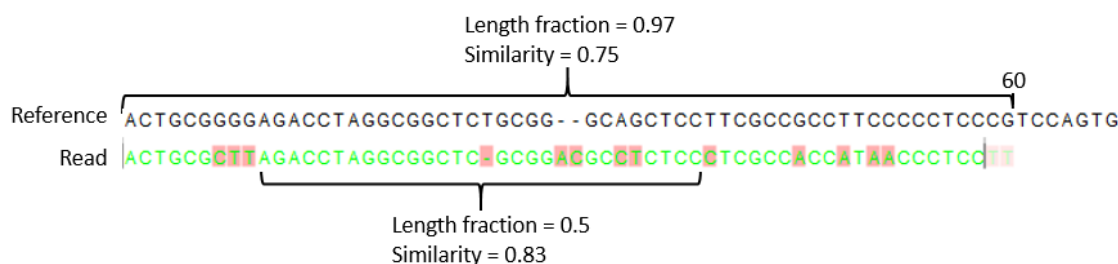 Length fraction = 0.97
Similarity = 0.75
60
Reference ACTGCGGGGAGACCTAGGCGGCTCTGCGG--GCAGCTCCTTCGCCGCCTTCCCCCTCCCGTCCAGTG
Read ACTGCGCTTAGACCTAGGCGGCTC-GCGGACGCCTCTCCCTCGCCACCATAACCCTCCTT
Length fraction = 0.5
Similarity = 0.83